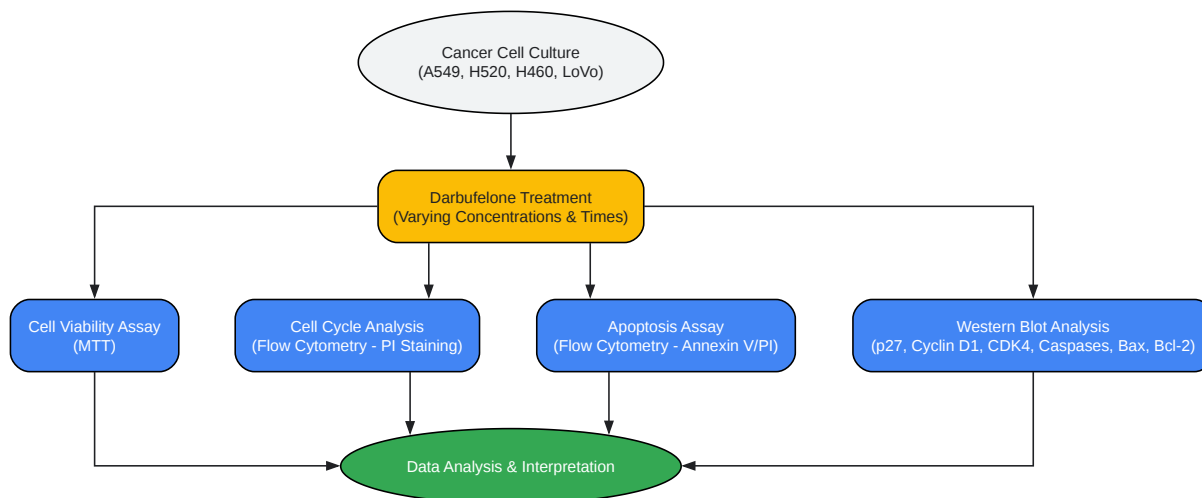 Cancer Cell Culture
(A549, H520, H460, LoVo)
Darbufelone Treatment
(Varying Concentrations & Times)
Cell Viability Assay
(MTT)
Cell Cycle Analysis
(Flow Cytometry - PI Staining)
Apoptosis Assay
(Flow Cytometry - Annexin V/PI)
Western Blot Analysis
(p27, Cyclin D1, CDK4, Caspases, Bax, Bcl-2)
Data Analysis & Interpretation